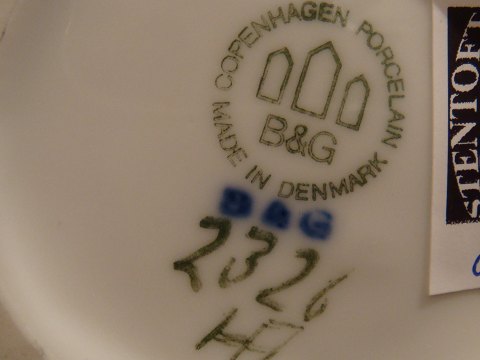 COPENHAGEN PORCELAIN
B&G
MADE IN DENMARK
B&G
2326
STENTOFT